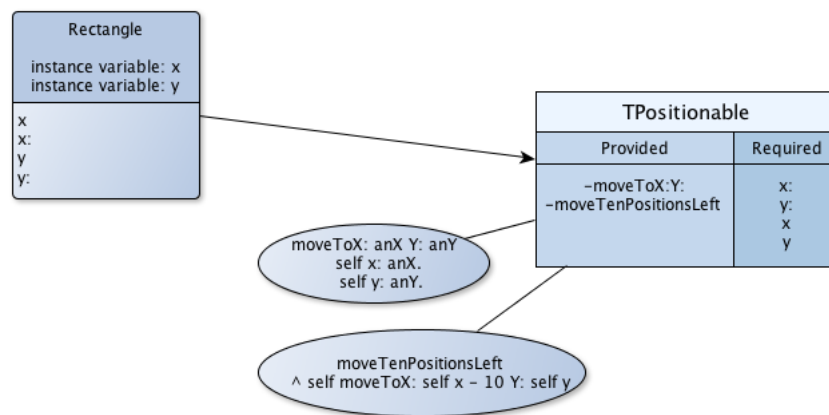 Rectangle
instance variable: x
instance variable: y
x
x:
y
y:
TPositionable
Provided
Required
-moveToX:Y:
-moveTenPositionsLeft
x:
y:
x
y
moveToX: anX Y: anY
self x: anX.
self y: anY.
moveTenPositionsLeft
^ self moveToX: self x - 10 Y: self y